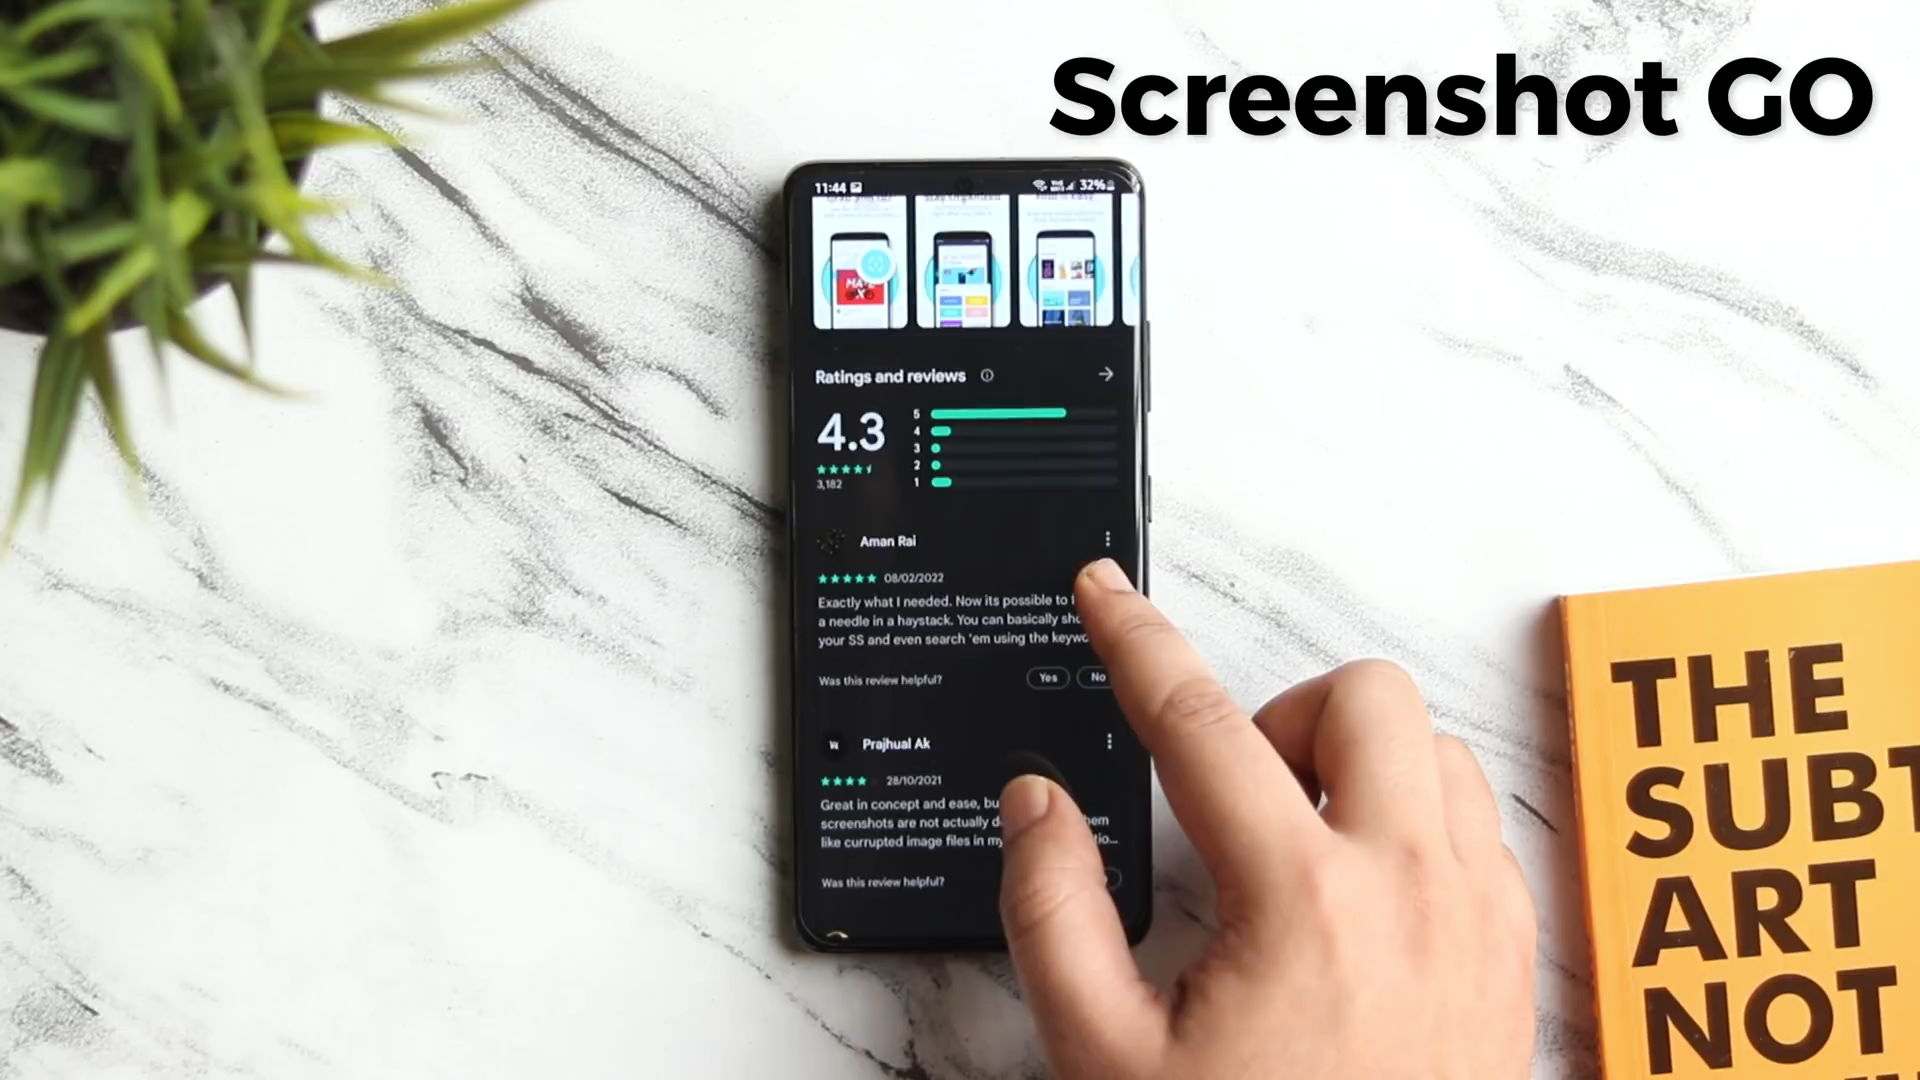 Screenshot GO
11:44
32%
MATE
X
Ratings and reviews
4.3
3,182
5
4
3
2
1
Aman Rai
08/02/2022
Exactly what I needed. Now its possible to
a needle in a haystack. You can basically
your SS and even search 'em using the
Was this review helpful?
Yes
No
Prajhual Ak
28/10/2021
Great in concept and ease,
screenshots are not actually
like currupted image files in my
Was this review helpful?
THE
SUBT
ART
NOT